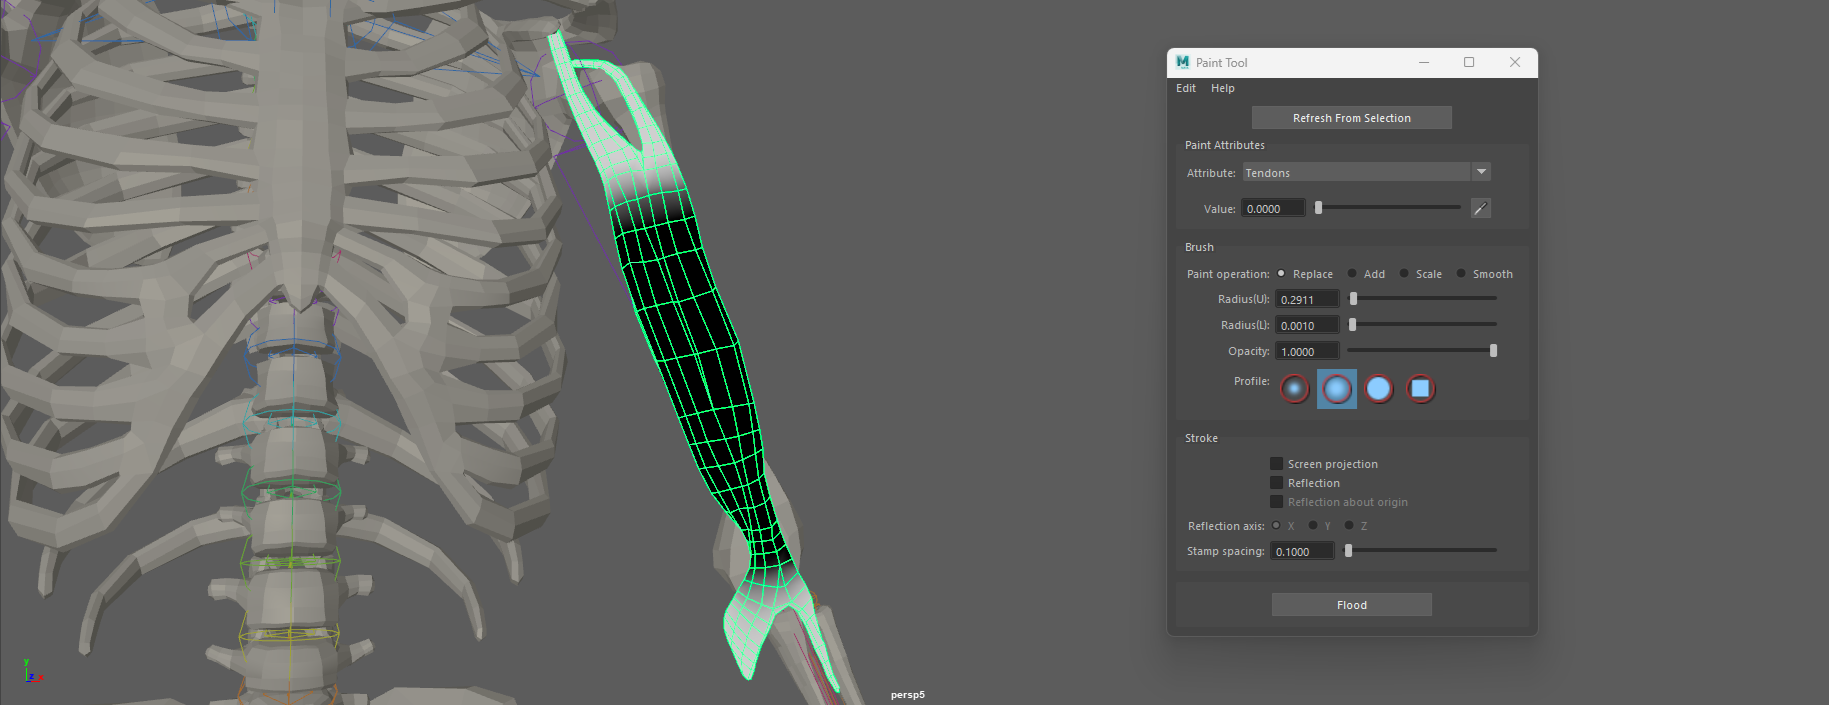 Paint Tool
Edit Help
Refresh From Selection
Paint Attributes
Attribute: Tendons
Value: 0.0000
Brush
Paint operation: Replace Add Scale Smooth
Radius(U): 0.2911
Radius(L): 0.0010
Opacity: 1.0000
Profile:
Stroke
Screen projection
Reflection
Reflection about origin
Reflection axis: X Y Z
Stamp spacing: 0.1000
Flood
y
z x
persp5